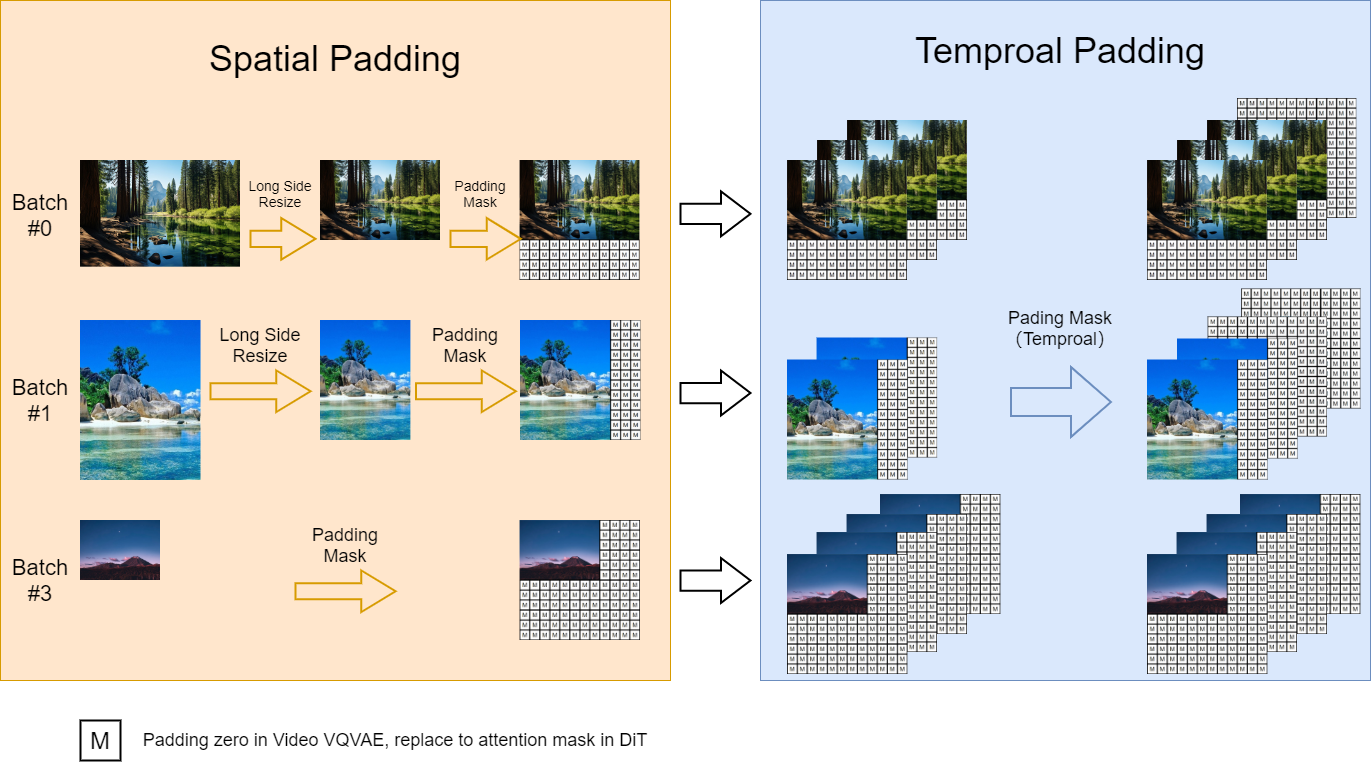 Spatial Padding
Temproal Padding
Batch
#0
Long Side
Resize
Padding
Mask
Batch
#1
Long Side
Resize
Padding
Mask
Pading Mask
(Temproal)
Batch
#3
Padding
Mask
M
Padding zero in Video VQVAE, replace to attention mask in DiT